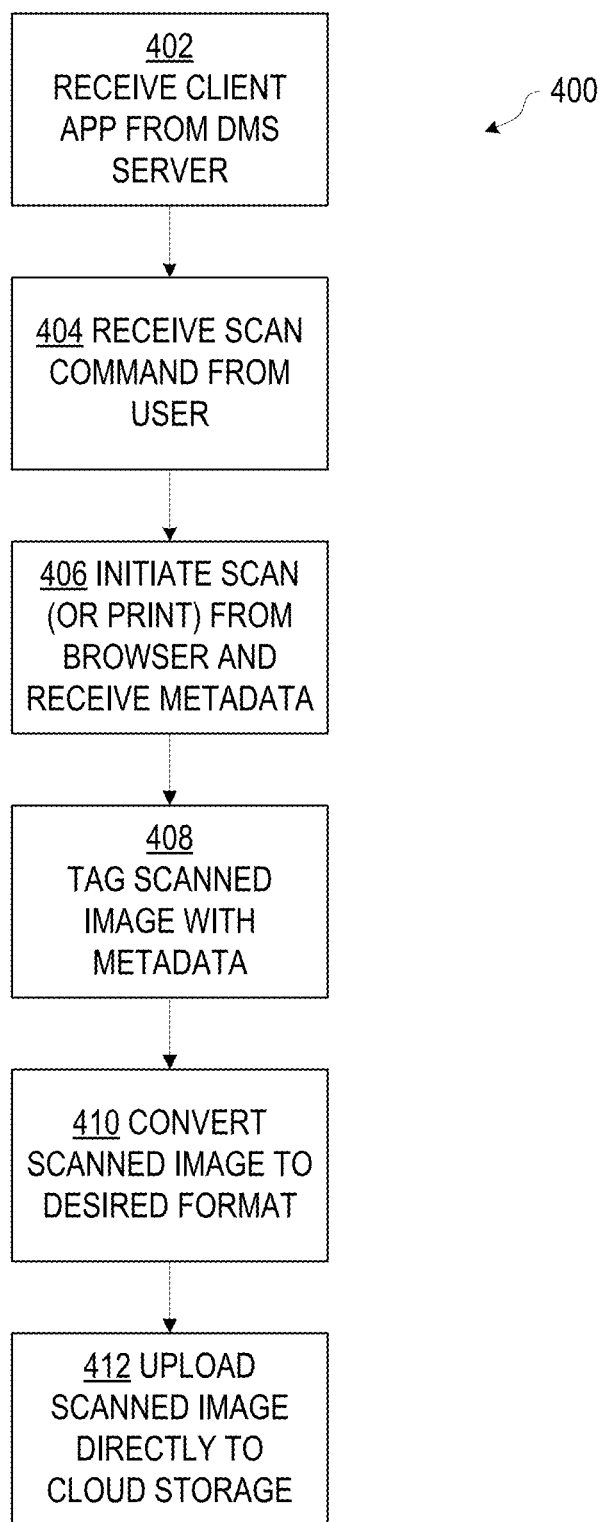 402
RECEIVE CLIENT
APP FROM DMS
SERVER
400
404 RECEIVE SCAN
COMMAND FROM
USER
406 INITIATE SCAN
(OR PRINT) FROM
BROWSER AND
RECEIVE METADATA
408
TAG SCANNED
IMAGE WITH
METADATA
410 CONVERT
SCANNED IMAGE TO
DESIRED FORMAT
412 UPLOAD
SCANNED IMAGE
DIRECTLY TO
CLOUD STORAGE